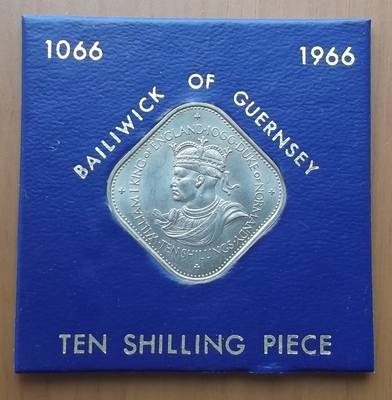 1066 1966
BAILIWICK OF GUERNSEY
WILLIAM I KING OF ENGLAND·1066·DUKE OF NORMANDY
·TEN SHILLINGS·
TEN SHILLING PIECE